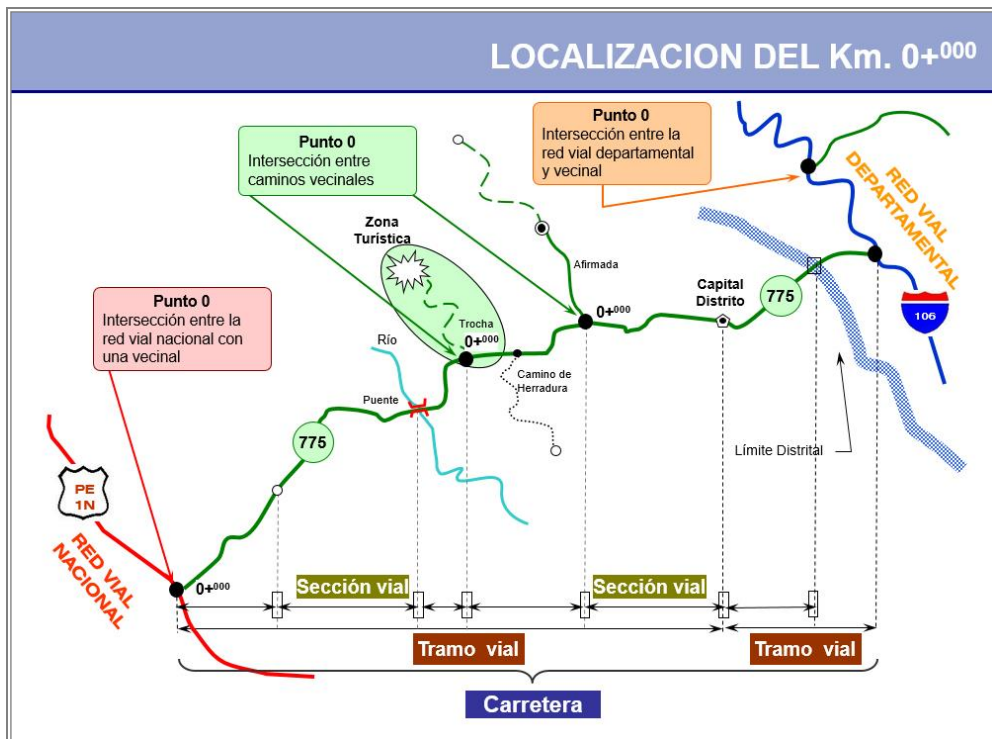 LOCALIZACION DEL Km. 0+000
Punto 0
Intersección entre
caminos vecinales
Punto 0
Intersección entre la
red vial departamental
y vecinal
RED VIAL
DEPARTAMENTAL
Zona
Turística
Afirmada
Capital
Distrito
775
106
Punto 0
Intersección entre la
red vial nacional con
una vecinal
Trocha
0+000
0+000
Río
Camino de
Herradura
Puente
775
Límite Distrital
PE
1N
RED VIAL
NACIONAL
0+000
Sección vial
Sección vial
Tramo vial
Tramo vial
Carretera